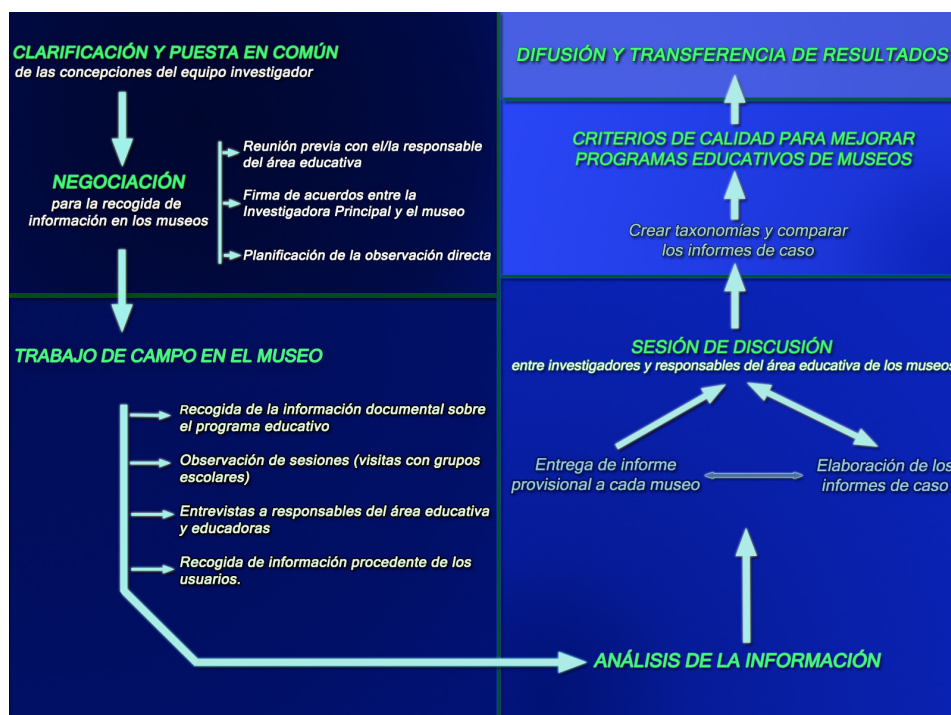 CLARIFICACIÓN Y PUESTA EN COMÚN
de las concepciones del equipo investigador
NEGOCIACIÓN
para la recogida de
información en los museos
Reunión previa con el/la responsable
del área educativa
Firma de acuerdos entre la
Investigadora Principal y el museo
Planificación de la observación directa
TRABAJO DE CAMPO EN EL MUSEO
Recogida de la información documental sobre
el programa educativo
Observación de sesiones (visitas con grupos
escolares)
Entrevistas a responsables del área educativa
y educadoras
Recogida de información procedente de los
usuarios.
ANÁLISIS DE LA INFORMACIÓN
Entrega de informe
provisional a cada museo
Elaboración de los
informes de caso
SESIÓN DE DISCUSIÓN
entre investigadores y responsables del área educativa de los museos
Crear taxonomías y comparar
los informes de caso
CRITERIOS DE CALIDAD PARA MEJORAR
PROGRAMAS EDUCATIVOS DE MUSEOS
DIFUSIÓN Y TRANSFERENCIA DE RESULTADOS